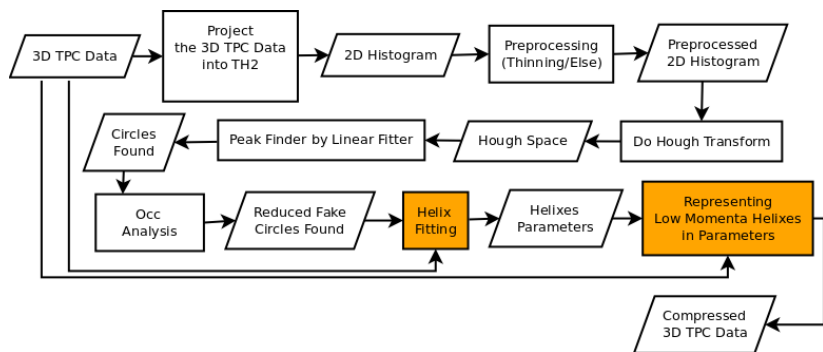 3D TPC Data
Project
the 3D TPC Data
into TH2
2D Histogram
Preprocessing
(Thinning/Else)
Preprocessed
2D Histogram
Circles
Found
Peak Finder by Linear Fitter
Hough Space
Do Hough Transform
Occ
Analysis
Reduced Fake
Circles Found
Helix
Fitting
Helixes
Parameters
Representing
Low Momenta Helixes
in Parameters
Compressed
3D TPC Data